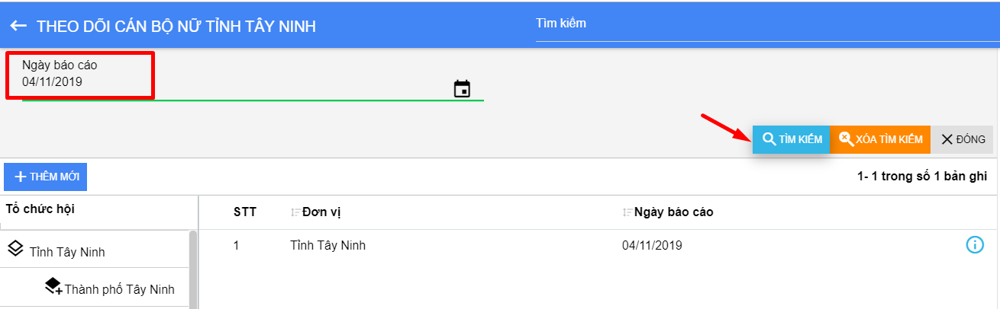 THEO DÕI CÁN BỘ NỮ TỈNH TÂY NINH
Tìm kiếm
Ngày báo cáo
04/11/2019
TÌM KIẾM
XÓA TÌM KIẾM
ĐÓNG
THÊM MỚI
1- 1 trong số 1 bản ghi
Tổ chức hội
STT Đơn vị Ngày báo cáo
Tỉnh Tây Ninh
1 Tỉnh Tây Ninh 04/11/2019
Thành phố Tây Ninh